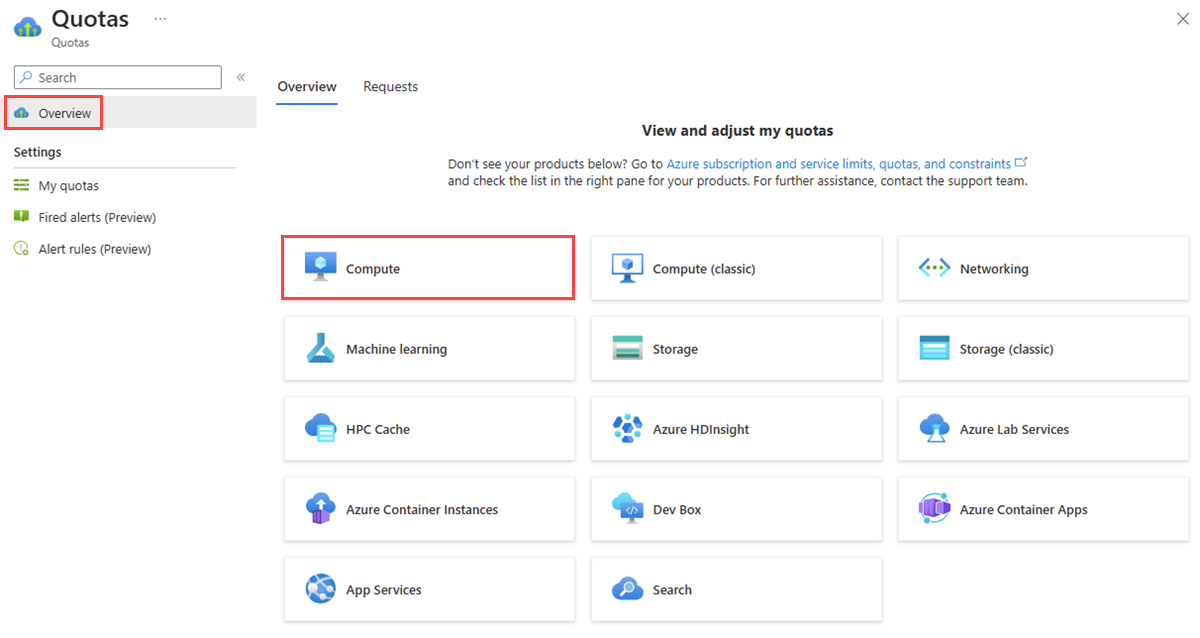 Quotas ...
Quotas
Search
«
Overview
Settings
My quotas
Fired alerts (Preview)
Alert rules (Preview)
Overview Requests
View and adjust my quotas
Don't see your products below? Go to Azure subscription and service limits, quotas, and constraints
and check the list in the right pane for your products. For further assistance, contact the support team.
Compute Compute (classic) Networking
Machine learning Storage Storage (classic)
HPC Cache Azure HDInsight Azure Lab Services
Azure Container Instances Dev Box Azure Container Apps
App Services Search